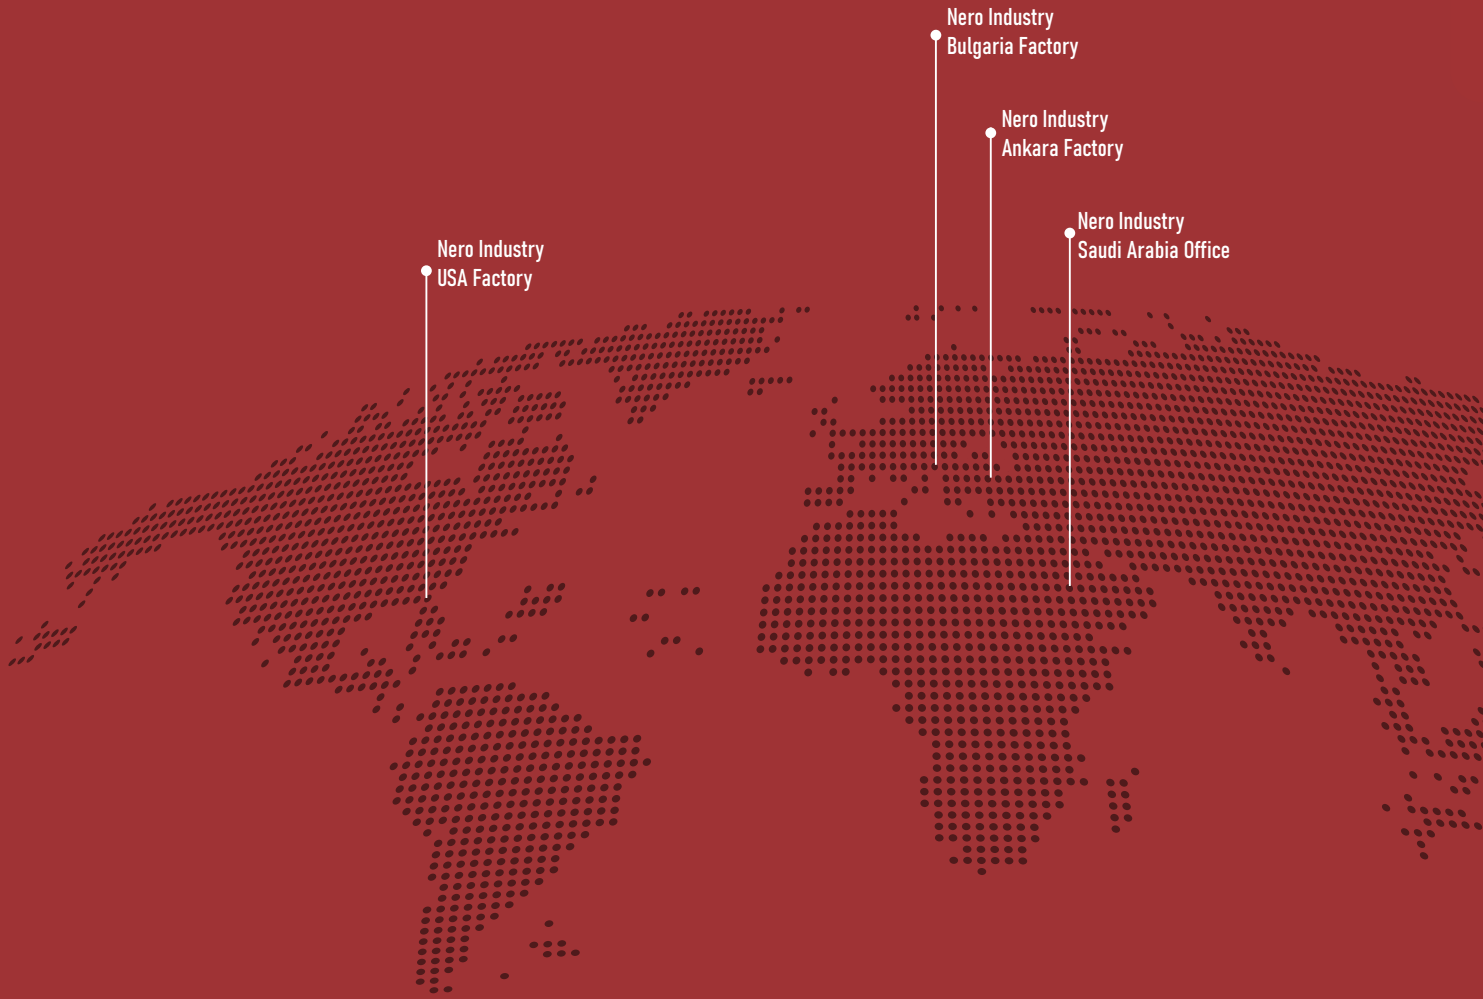 Nero Industry
Bulgaria Factory
Nero Industry
Ankara Factory
Nero Industry
Saudi Arabia Office
Nero Industry
USA Factory